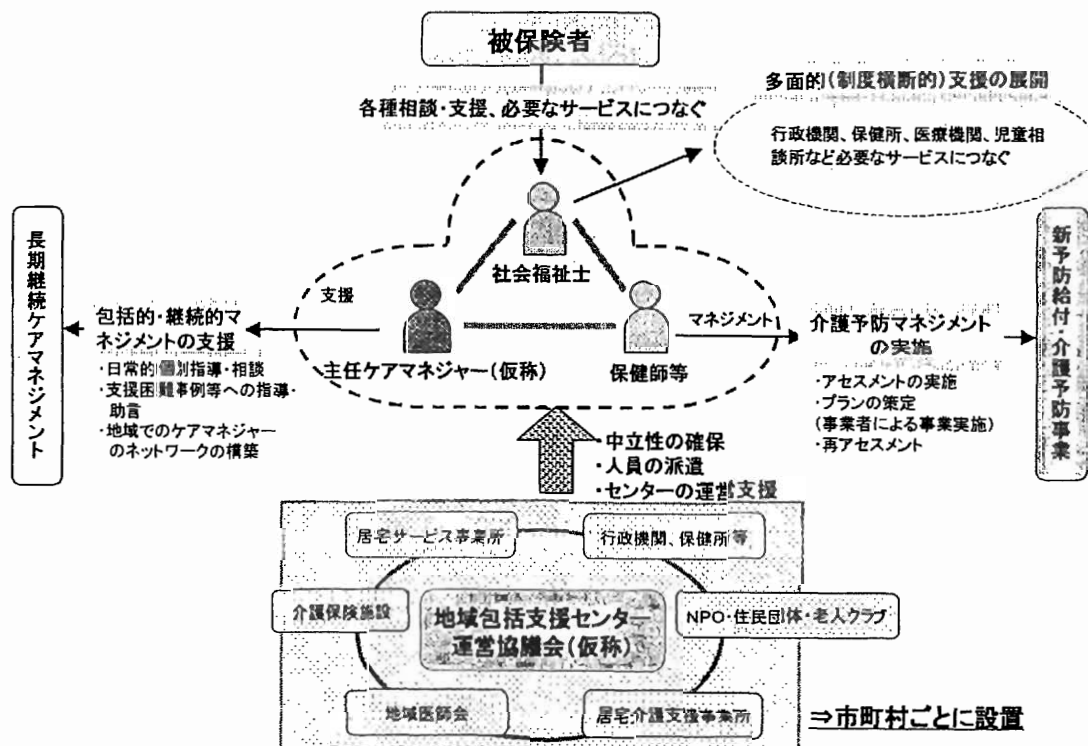 被保険者
各種相談・支援、必要なサービスにつなぐ
多面的(制度横断的)支援の展開
行政機関、保健所、医療機関、児童相
談所など必要なサービスにつなぐ
社会福祉士
支援
主任ケアマネジャー(仮称)
保健師等
マネジメント
長期継続ケアマネジメント
包括的・継続的マ
ネジメントの支援
・日常的個別指導・相談
・支援困難事例等への指導・
助言
・地域でのケアマネジャー
のネットワークの構築
介護予防マネジメント
の実施
・アセスメントの実施
・プランの策定
(事業者による事業実施)
・再アセスメント
新予防給付・介護予防事業
・中立性の確保
・人員の派遣
・センターの運営支援
居宅サービス事業所
行政機関、保健所等
介護保険施設
地域包括支援センター
運営協議会(仮称)
NPO・住民団体・老人クラブ
地域医師会
居宅介護支援事業所
⇒市町村ごとに設置